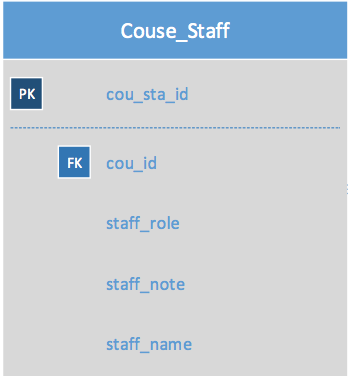 Couse_Staff
PK cou_sta_id
FK cou_id
staff_role
staff_note
staff_name